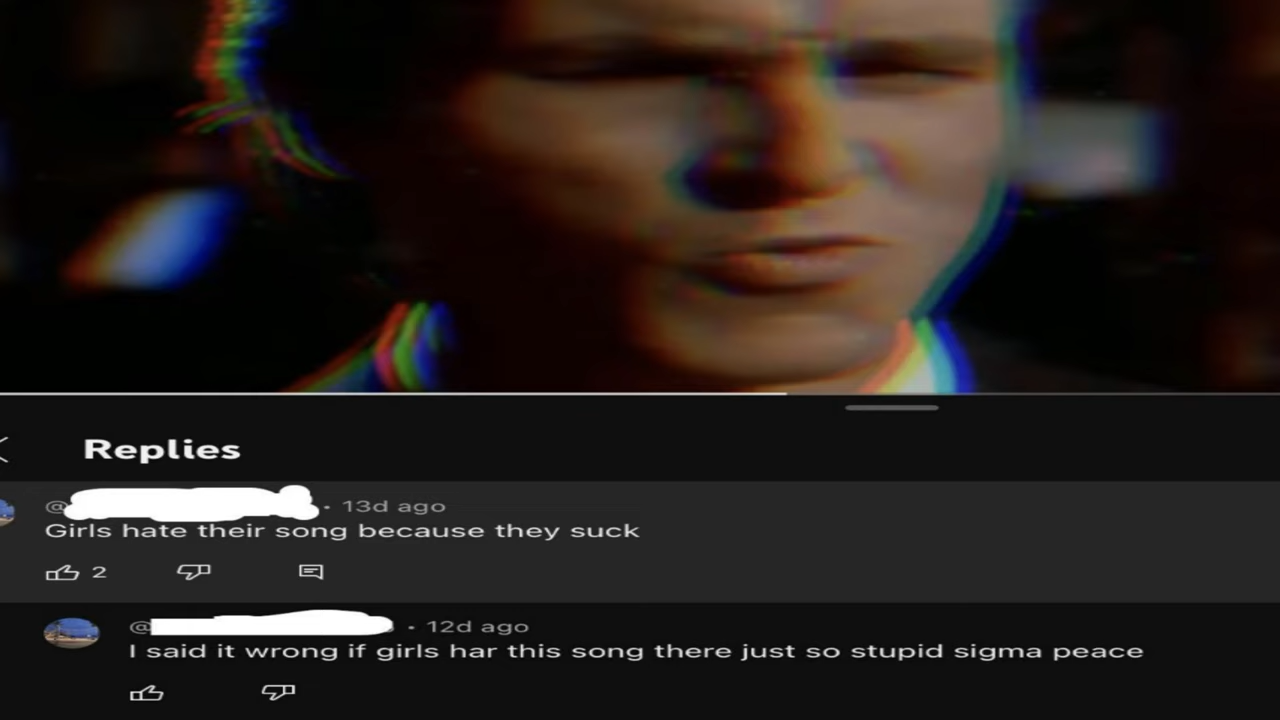 Replies
@ · 13d ago
Girls hate their song because they suck
2
@ · 12d ago
I said it wrong if girls har this song there just so stupid sigma peace